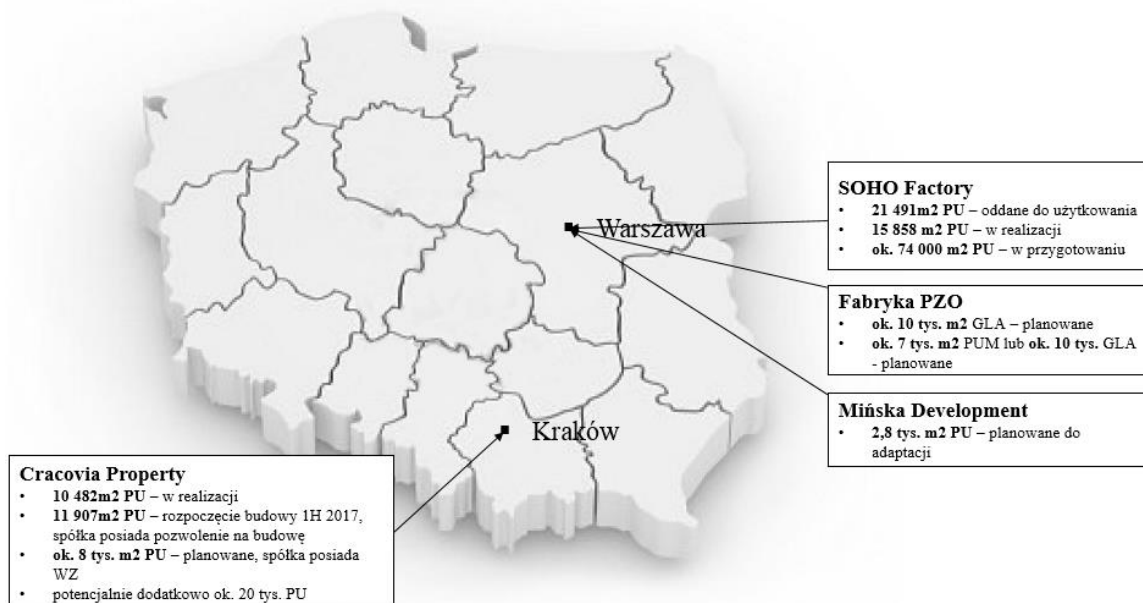 SOHO Factory
• 21 491m2 PU – oddane do użytkowania
• 15 858 m2 PU – w realizacji
• ok. 74 000 m2 PU – w przygotowaniu
Warszawa
Fabryka PZO
• ok. 10 tys. m2 GLA – planowane
• ok. 7 tys. m2 PUM lub ok. 10 tys. GLA
- planowane
Mińska Development
• 2,8 tys. m2 PU – planowane do
adaptacji
Kraków
Cracovia Property
• 10 482m2 PU – w realizacji
• 11 907m2 PU – rozpoczęcie budowy 1H 2017,
spółka posiada pozwolenie na budowę
• ok. 8 tys. m2 PU – planowane, spółka posiada
WZ
• potencjalnie dodatkowo ok. 20 tys. PU